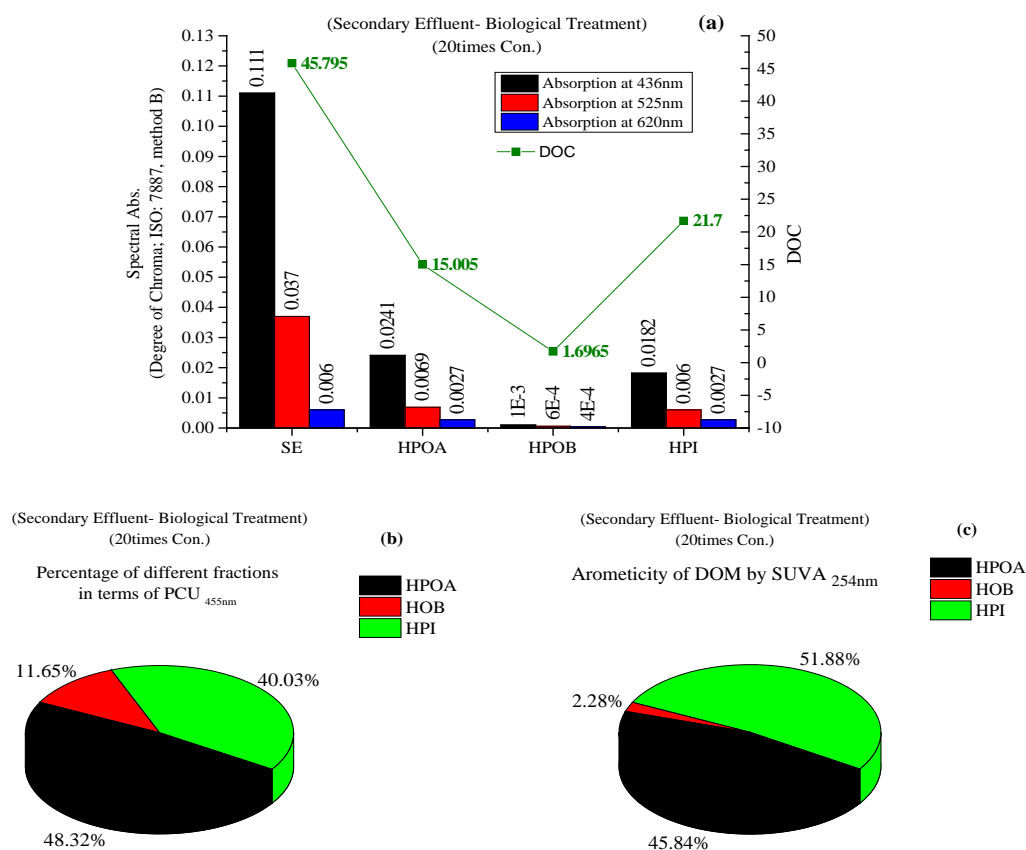 (Secondary Effluent- Biological Treatment)
(20times Con.)
(a)
Absorption at 436nm
Absorption at 525nm
Absorption at 620nm
DOC
Spectral Abs.
(Degree of Chroma; ISO: 7887, method B)
0.13
0.12
0.11
0.10
0.09
0.08
0.07
0.06
0.05
0.04
0.03
0.02
0.01
0.00
0.111
0.037
0.006
0.0241
0.0069
0.0027
1E-3
6E-4
4E-4
0.0182
0.006
0.0027
45.795
15.005
1.6965
21.7
50
45
40
35
30
25
20
15
10
5
0
-5
-10
DOC
SE
HPOA
HPOB
HPI
(Secondary Effluent- Biological Treatment)
(20times Con.)
(b)
Percentage of different fractions
in terms of PCU 455nm
HPOA
HOB
HPI
11.65%
40.03%
48.32%
(Secondary Effluent- Biological Treatment)
(20times Con.)
(c)
Arometicity of DOM by SUVA 254nm
HPOA
HOB
HPI
51.88%
2.28%
45.84%